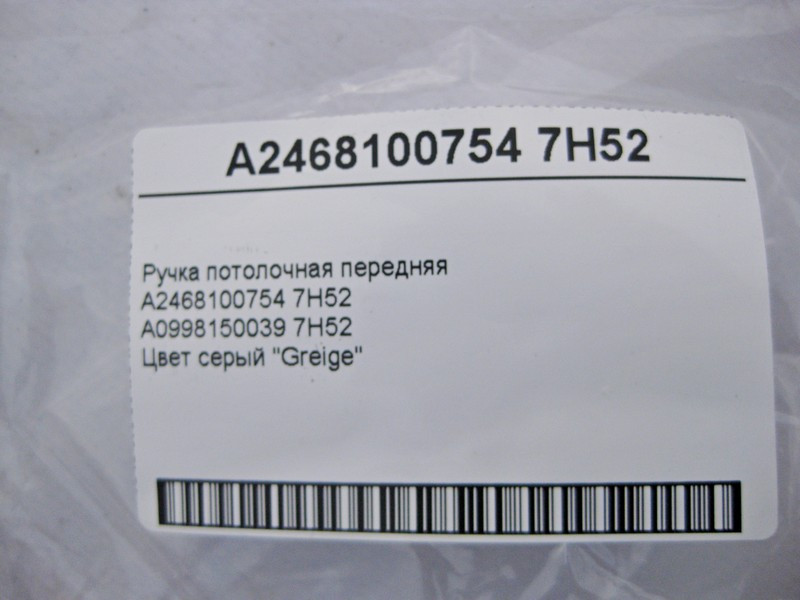 A2468100754 7H52
Ручка потолочная передняя
A2468100754 7H52
A0998150039 7H52
Цвет серый "Greige"